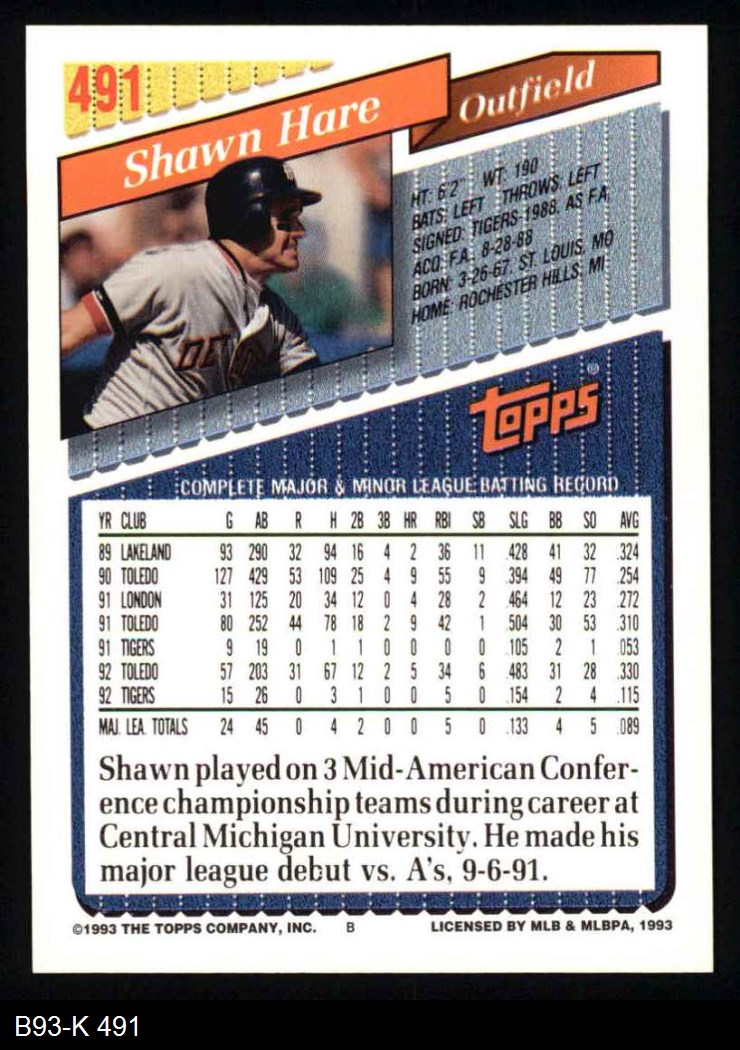 491
Shawn Hare
Outfield
HT: 6'2" WT: 190
BATS: LEFT THROWS: LEFT
SIGNED: TIGERS 1988, AS F.A.
ACQ: F.A., 8-28-88
BORN: 3-26-67, ST. LOUIS, MO
HOME: ROCHESTER HILLS, MI
DETROIT
Topps®
COMPLETE MAJOR & MINOR LEAGUE BATTING RECORD
YR CLUB G AB R H 2B 3B HR RBI SB SLG BB SO AVG
89 LAKELAND 93 290 32 94 16 4 2 36 11 .428 41 32 .324
90 TOLEDO 127 429 53 109 25 4 9 55 9 .394 49 77 .254
91 LONDON 31 125 20 34 12 0 4 28 2 .464 12 23 .272
91 TOLEDO 80 252 44 78 18 2 9 42 1 .504 30 53 .310
91 TIGERS 9 19 0 1 1 0 0 0 0 .105 2 1 .053
92 TOLEDO 57 203 31 67 12 2 5 34 6 .483 31 28 .330
92 TIGERS 15 26 0 3 1 0 0 5 0 .154 2 4 .115
MAJ. LEA. TOTALS 24 45 0 4 2 0 0 5 0 .133 4 5 .089
Shawn played on 3 Mid-American Confer-
ence championship teams during career at
Central Michigan University. He made his
major league debut vs. A's, 9-6-91.
©1993 THE TOPPS COMPANY, INC. B LICENSED BY MLB & MLBPA, 1993
B93-K 491